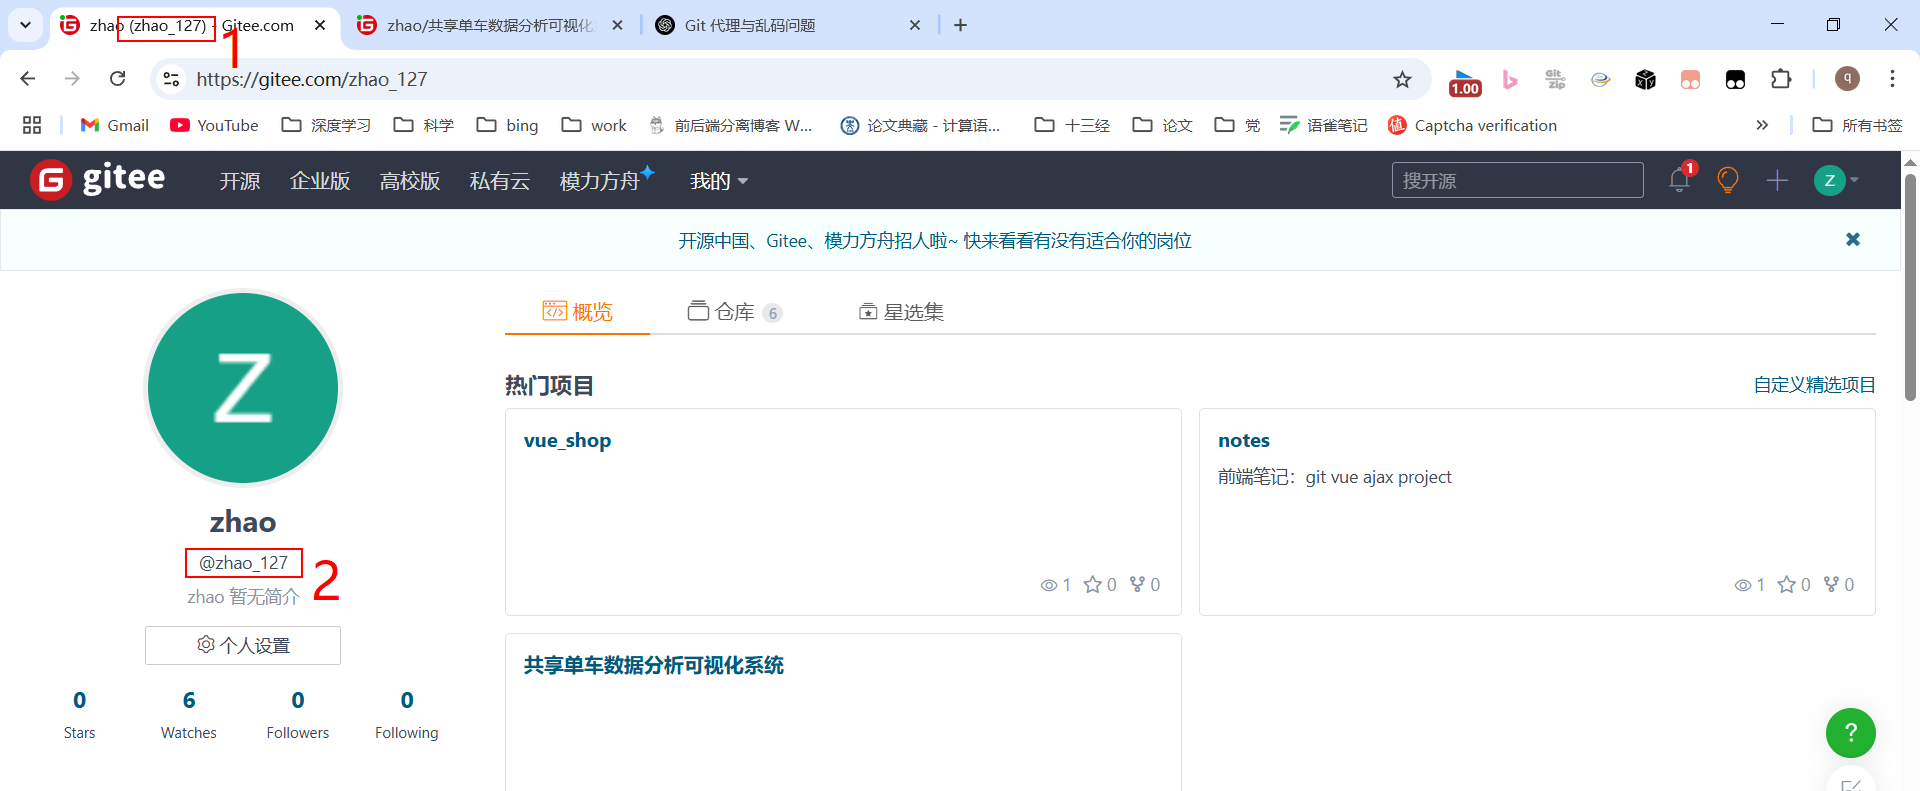 zhao (zhao_127) - Gitee.com
zhao/共享单车数据分析可视化
Git 代理与乱码问题
1
https://gitee.com/zhao_127
1.00
Git
zip
q
Gmail
YouTube
深度学习
科学
bing
work
前后端分离博客 W...
论文典藏 - 计算语...
十三经
论文
党
语雀笔记
值
Captcha verification
所有书签
G gitee
开源
企业版
高校版
私有云
模力方舟
我的
搜开源
1
Z
开源中国、Gitee、模力方舟招人啦~ 快来看看有没有适合你的岗位
Z
zhao
@zhao_127
2
zhao 暂无简介
个人设置
0
6
0
0
Stars
Watches
Followers
Following
概览
仓库 6
星选集
热门项目
自定义精选项目
vue_shop
1 0 0
notes
前端笔记：git vue ajax project
1 0 0
共享单车数据分析可视化系统
?